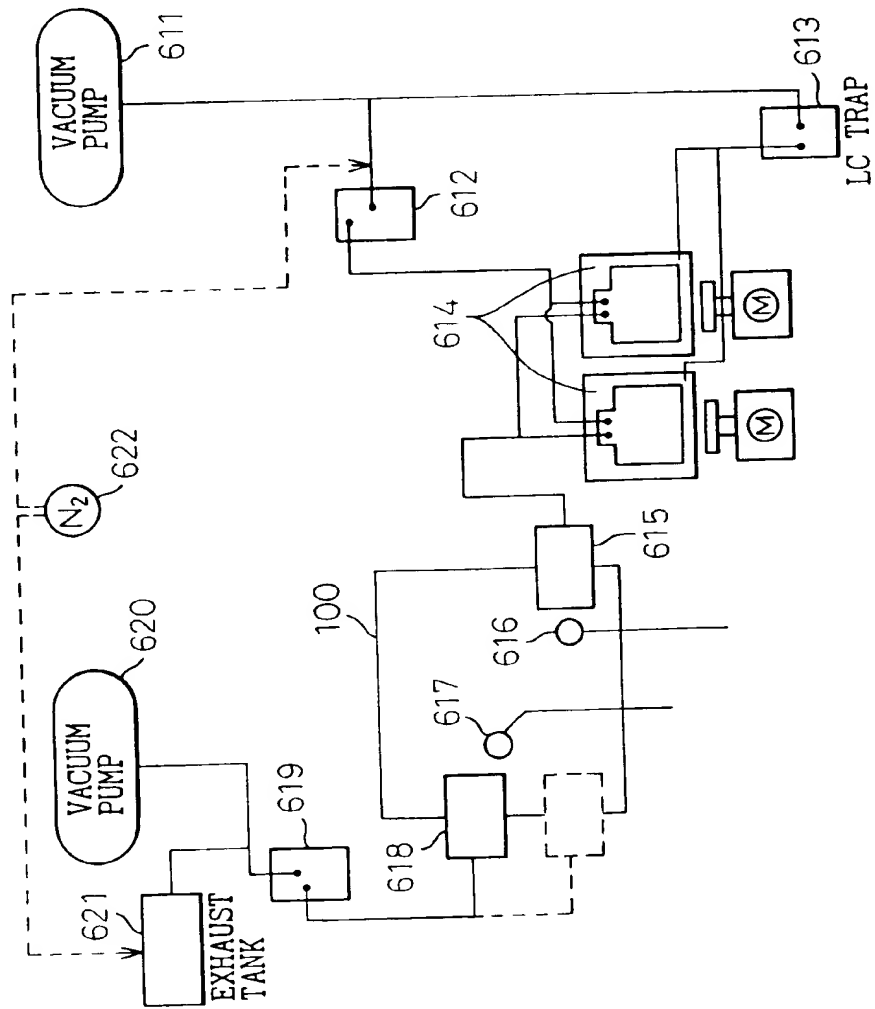 VACUUM
PUMP
611
612
613
LC TRAP
614
M
M
N2
622
615
100
616
617
VACUUM
PUMP
620
619
618
621
EXHAUST
TANK